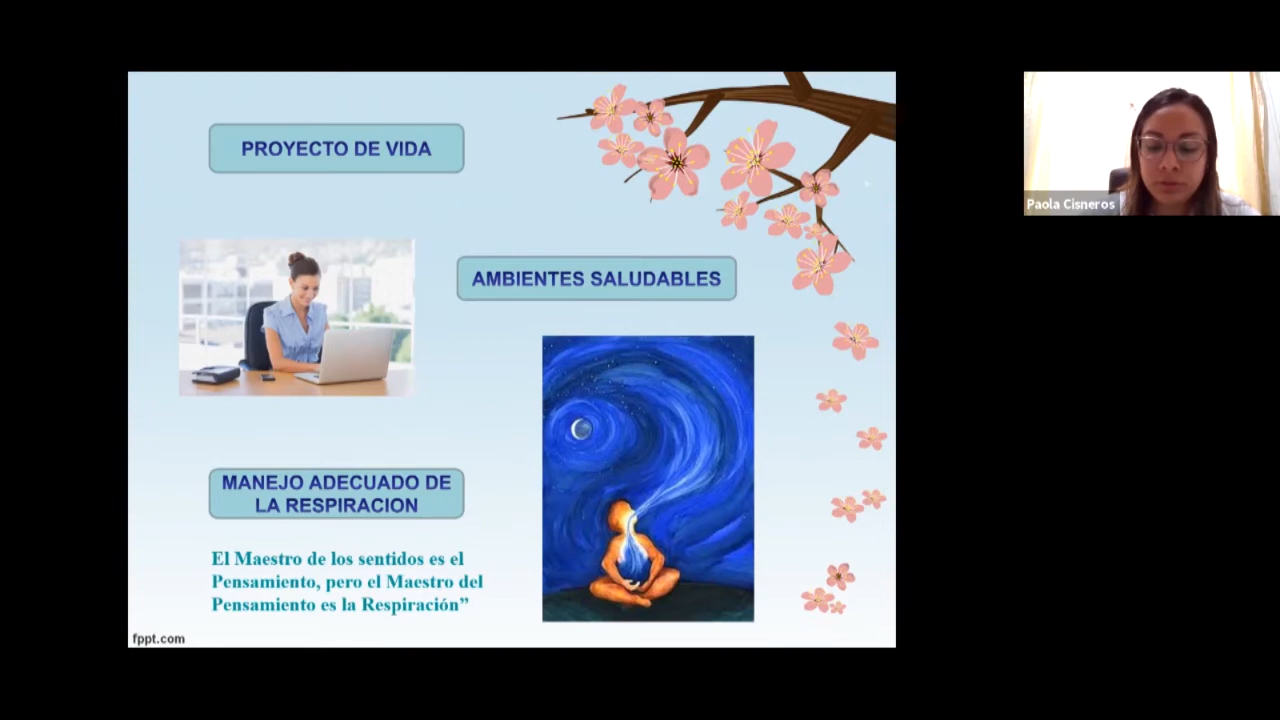 PROYECTO DE VIDA
Paola Cisneros
AMBIENTES SALUDABLES
MANEJO ADECUADO DE
LA RESPIRACION
El Maestro de los sentidos es el
Pensamiento, pero el Maestro del
Pensamiento es la Respiración”
fppt.com